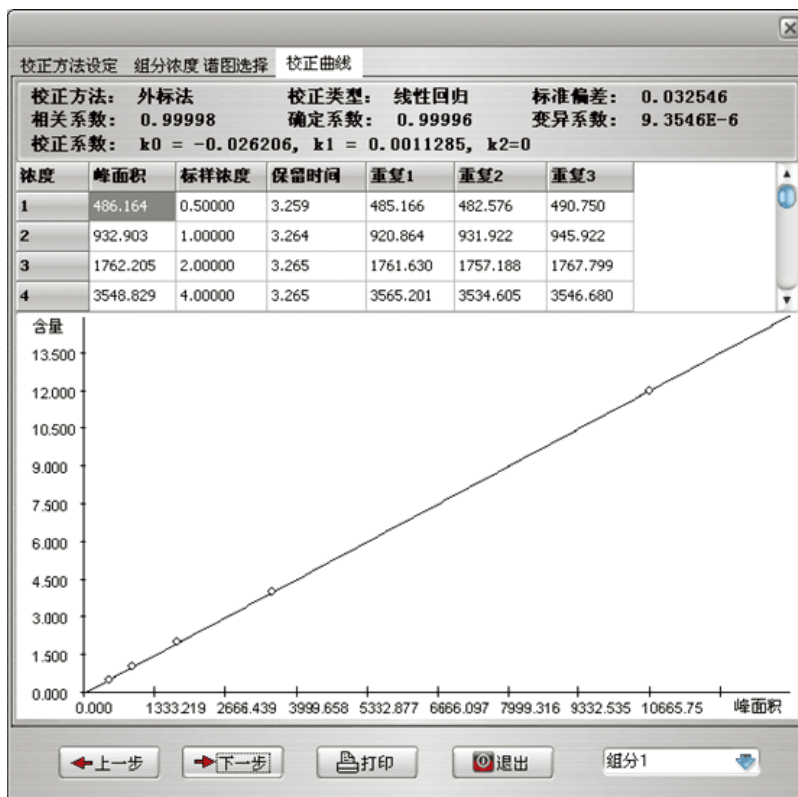 校正方法设定 组分浓度 谱图选择 校正曲线
校正方法： 外标法 校正类型： 线性回归 标准偏差： 0.032546
相关系数： 0.99998 确定系数： 0.99996 变异系数： 9.3546E-6
校正系数： k0 = -0.026206, k1 = 0.0011285, k2=0
浓度 峰面积 标样浓度 保留时间 重复1 重复2 重复3
1 486.164 0.50000 3.259 485.166 482.576 490.750
2 932.903 1.00000 3.264 920.864 931.922 945.922
3 1762.205 2.00000 3.265 1761.630 1757.188 1767.799
4 3548.829 4.00000 3.265 3565.201 3534.605 3546.680
含量
13.500
12.000
10.500
9.000
7.500
6.000
4.500
3.000
1.500
0.000
0.000 1333.219 2666.439 3999.658 5332.877 6666.097 7999.316 9332.535 10665.75 峰面积
上一步 下一步 打印 退出 组分1